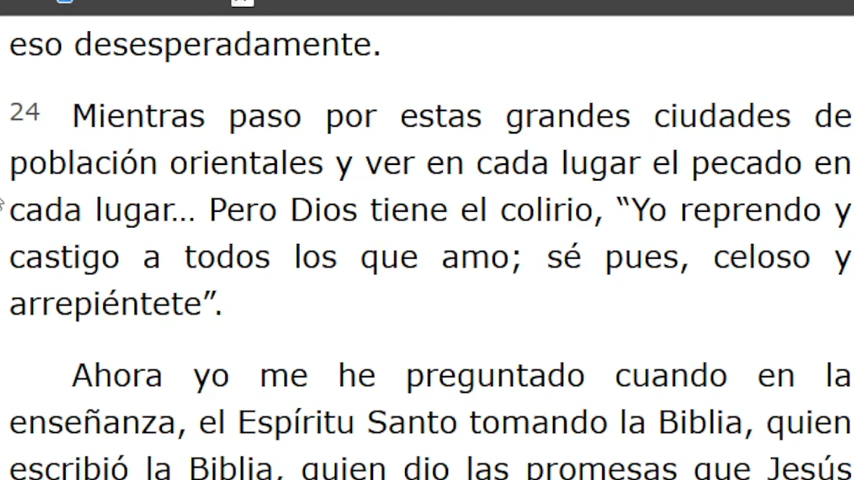 eso desesperadamente.
24 Mientras paso por estas grandes ciudades de
población orientales y ver en cada lugar el pecado en
cada lugar... Pero Dios tiene el colirio, “Yo reprendo y
castigo a todos los que amo; sé pues, celoso y
arrepiéntete”.
Ahora yo me he preguntado cuando en la
enseñanza, el Espíritu Santo tomando la Biblia, quien
escribió la Biblia, quien dio las promesas que Jesús